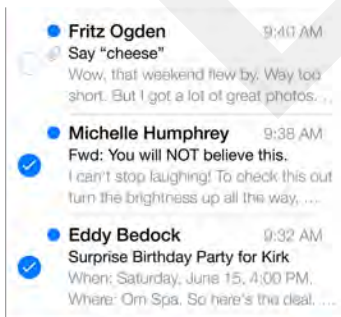 Fritz Ogden 9:40 AM
Say “cheese”
Wow, that weekend flew by. Way too
short. But I got a lot of great photos. …
Michelle Humphrey 9:38 AM
Fwd: You will NOT believe this.
I can't stop laughing! To check this out
turn the brightness up all the way, …
Eddy Bedock 9:32 AM
Surprise Birthday Party for Kirk
When: Saturday, June 15, 4:00 PM.
Where: Om Spa. So here's the deal. …